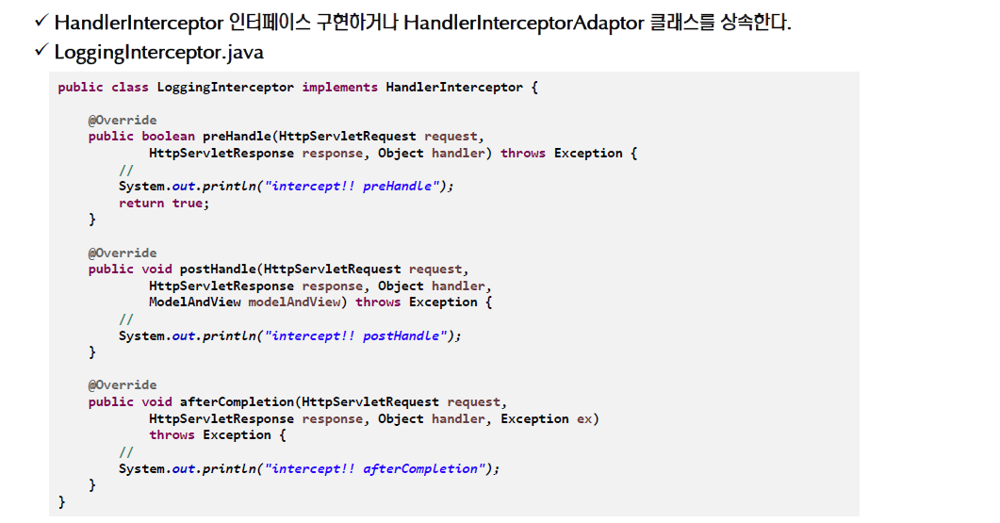 ✓ HandlerInterceptor 인터페이스 구현하거나 HandlerInterceptorAdaptor 클래스를 상속한다.
✓ LoggingInterceptor.java
public class LoggingInterceptor implements HandlerInterceptor {
@Override
public boolean preHandle(HttpServletRequest request,
HttpServletResponse response, Object handler) throws Exception {
//
System.out.println("intercept!! preHandle");
return true;
}
@Override
public void postHandle(HttpServletRequest request,
HttpServletResponse response, Object handler,
ModelAndView modelAndView) throws Exception {
//
System.out.println("intercept!! postHandle");
}
@Override
public void afterCompletion(HttpServletRequest request,
HttpServletResponse response, Object handler, Exception ex)
throws Exception {
//
System.out.println("intercept!! afterCompletion");
}
}